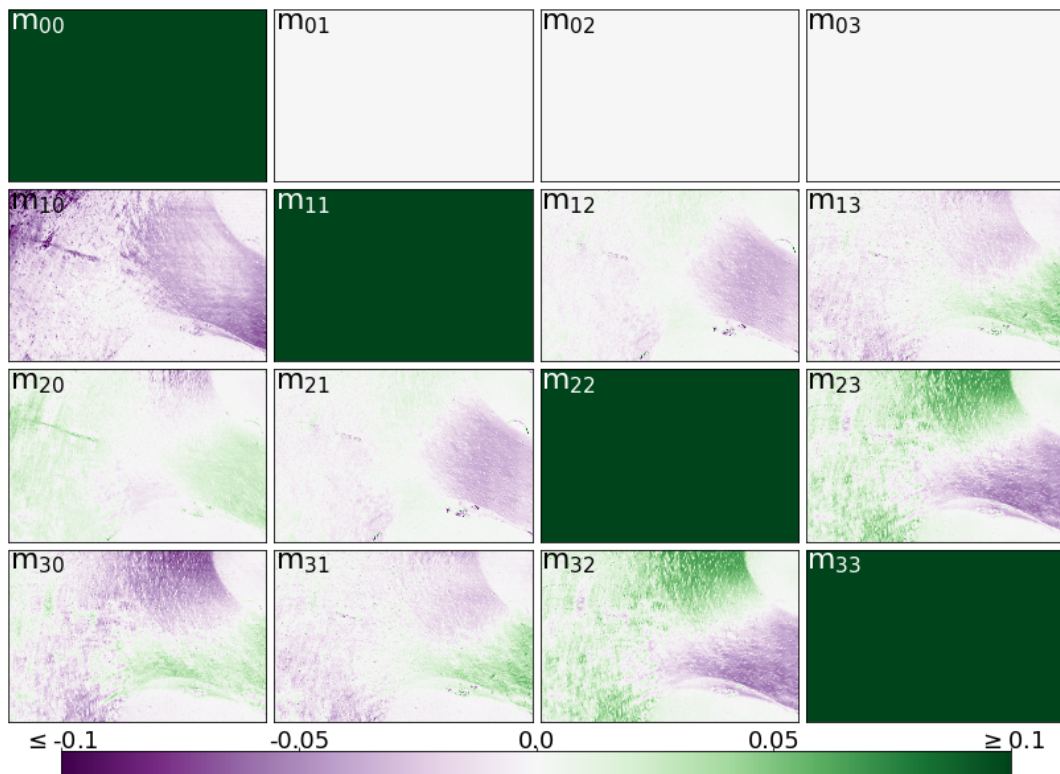 m₀₀ m₀₁ m₀₂ m₀₃
m₁₀ m₁₁ m₁₂ m₁₃
m₂₀ m₂₁ m₂₂ m₂₃
m₃₀ m₃₁ m₃₂ m₃₃
≤ -0.1 -0.05 0.0 0.05 ≥ 0.1